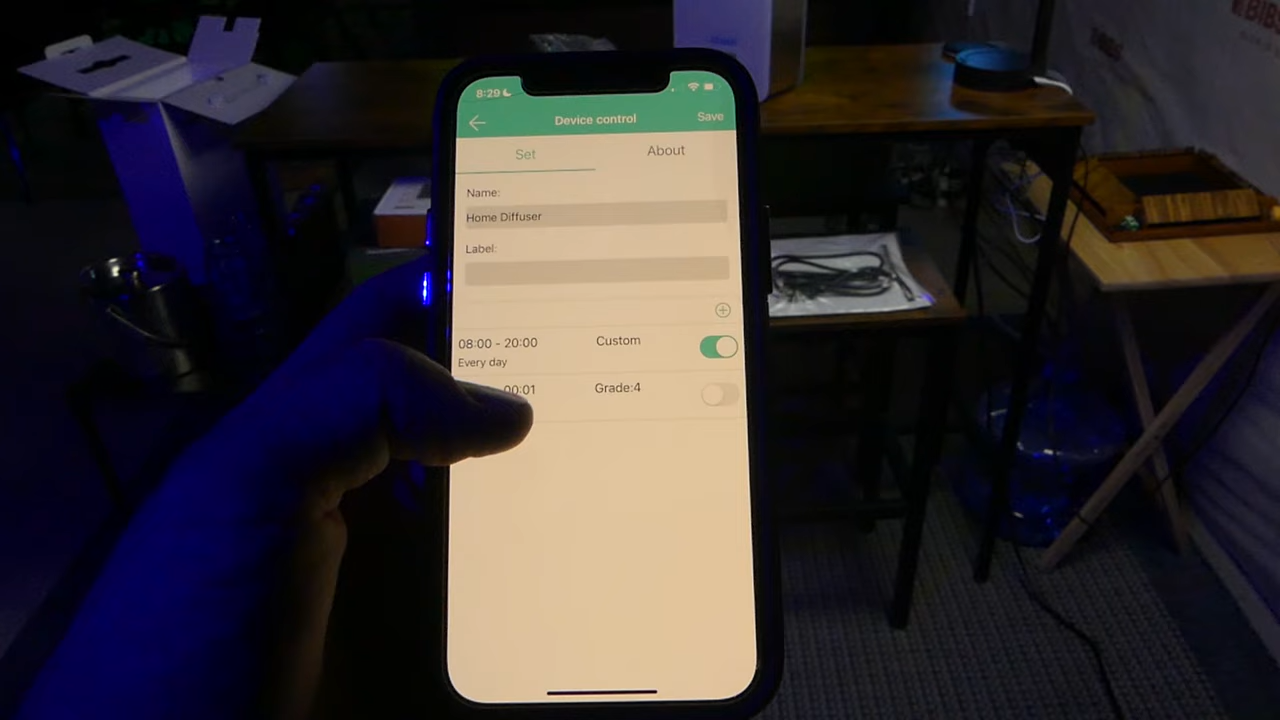 8:29
Device control
Save
Set
About
Name:
Home Diffuser
Label:
08:00 - 20:00
Custom
Every day
00:01
Grade:4